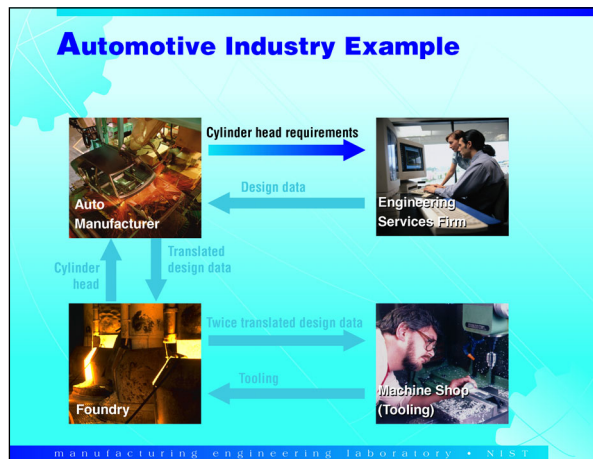 Automotive Industry Example
Cylinder head requirements
Design data
Auto
Manufacturer
Engineering
Services Firm
Cylinder
head
Translated
design data
Twice translated design data
Tooling
Foundry
Machine Shop
(Tooling)
manufacturing engineering laboratory • NIST